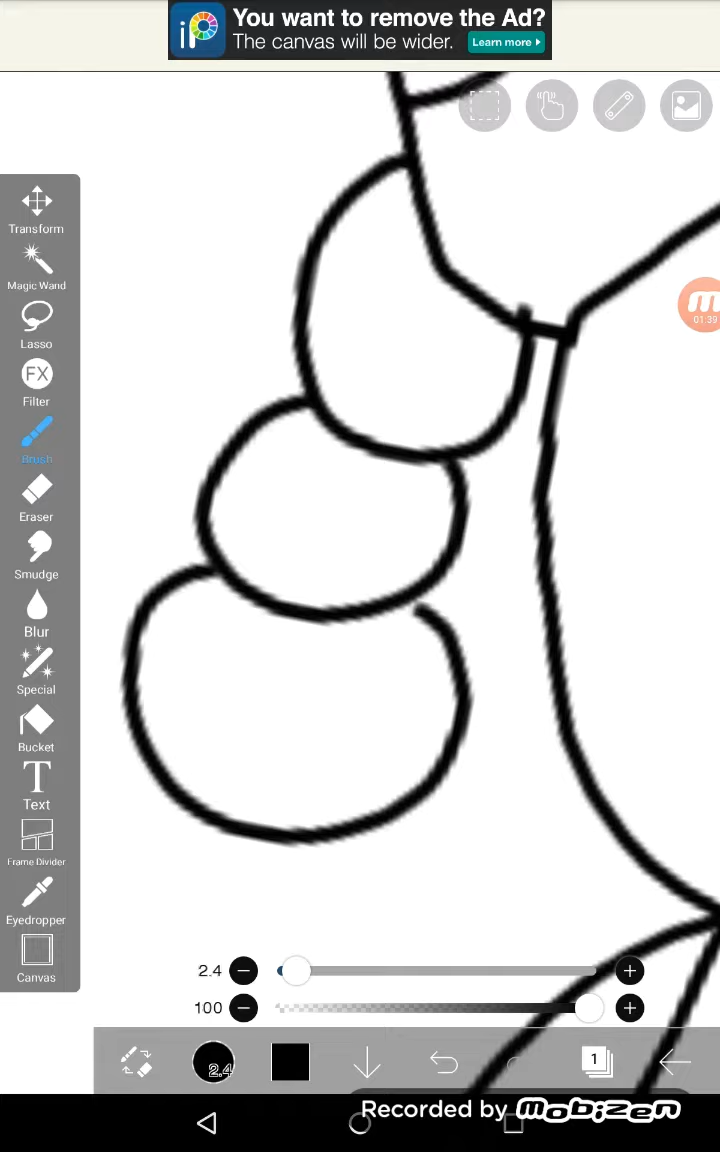 iP
You want to remove the Ad?
The canvas will be wider.
Learn more
Transform
Magic Wand
Lasso
FX
Filter
Brush
Eraser
Smudge
Blur
Special
Bucket
T
Text
Frame Divider
Eyedropper
Canvas
01:39
2.4
100
2.4
1
Recorded by mobizen